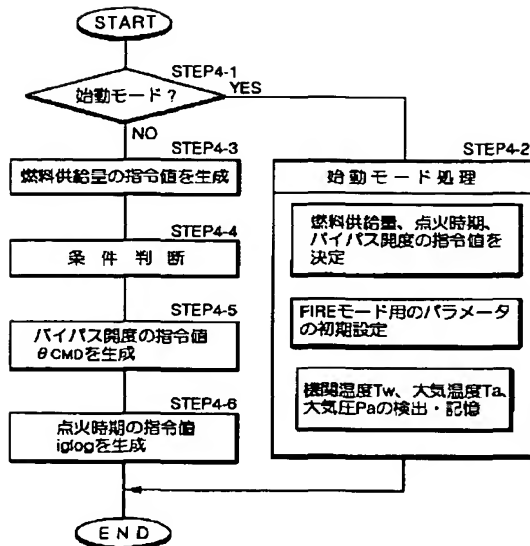 START
STEP4-1
始動モード?
YES
NO
STEP4-3
燃料供給量の指令値を生成
STEP4-4
条件判断
STEP4-5
バイパス開度の指令値
θCMDを生成
STEP4-6
点火時期の指令値
iglogを生成
STEP4-2
始動モード処理
燃料供給量、点火時期、
バイパス開度の指令値を
決定
FIREモード用のパラメータ
の初期設定
機関温度Tw、大気温度Ta、
大気圧Paの検出・記憶
END